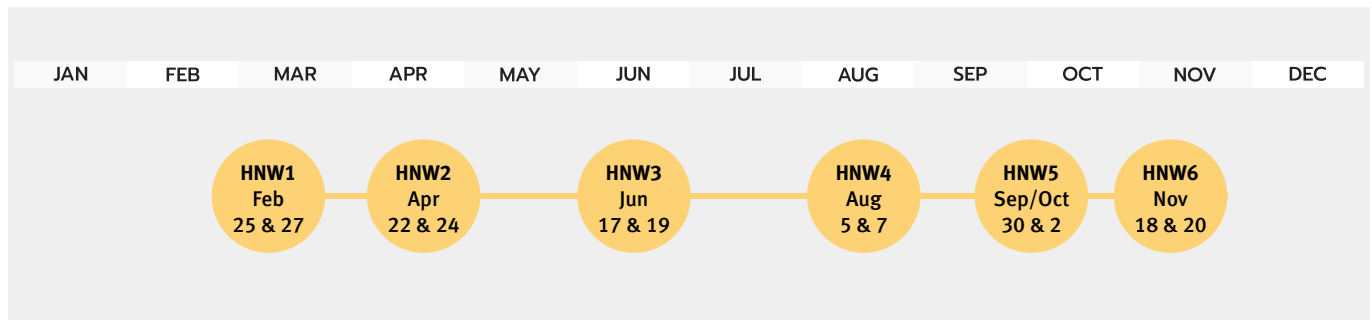 JAN FEB MAR APR MAY JUN JUL AUG SEP OCT NOV DEC
HNW1
Feb
25 & 27
HNW2
Apr
22 & 24
HNW3
Jun
17 & 19
HNW4
Aug
5 & 7
HNW5
Sep/Oct
30 & 2
HNW6
Nov
18 & 20